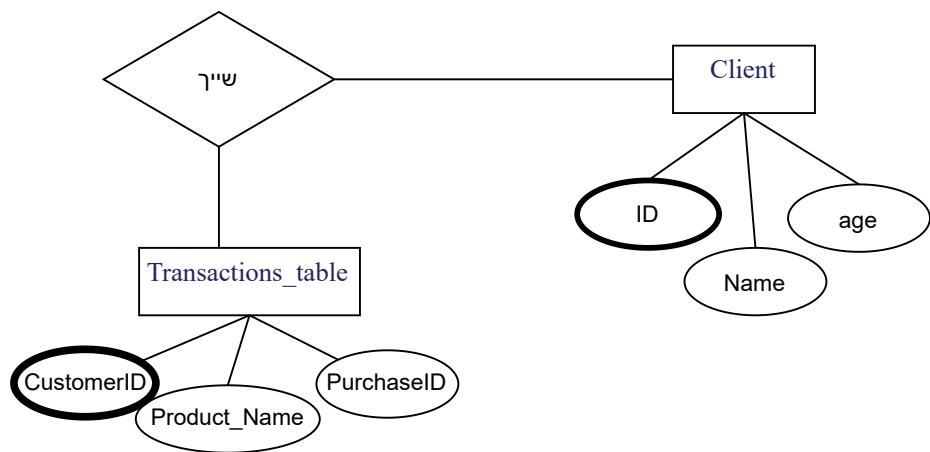 שייך
Client
ID
age
Name
Transactions_table
CustomerID
PurchaseID
Product_Name